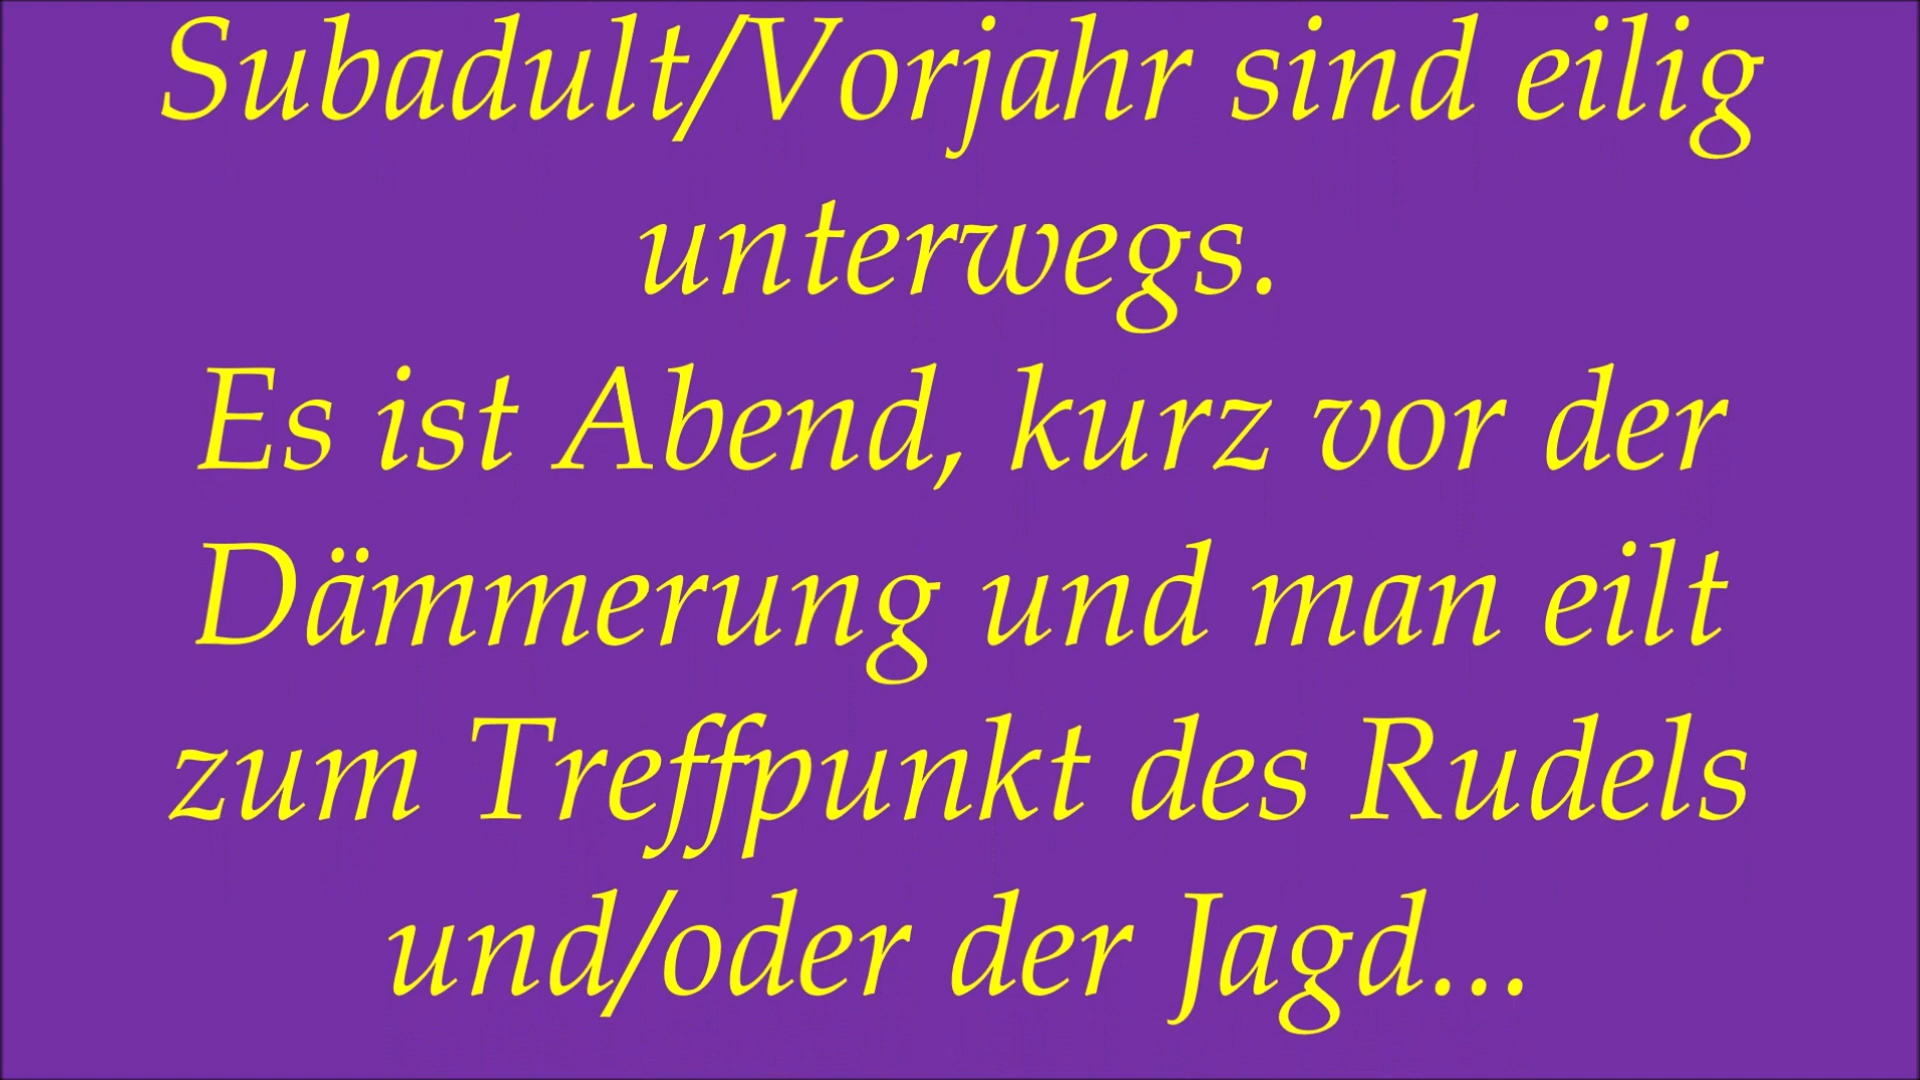 Subadult/Vorjahr sind eilig
unterwegs.
Es ist Abend, kurz vor der
Dämmerung und man eilt
zum Treffpunkt des Rudels
und/oder der Jagd...